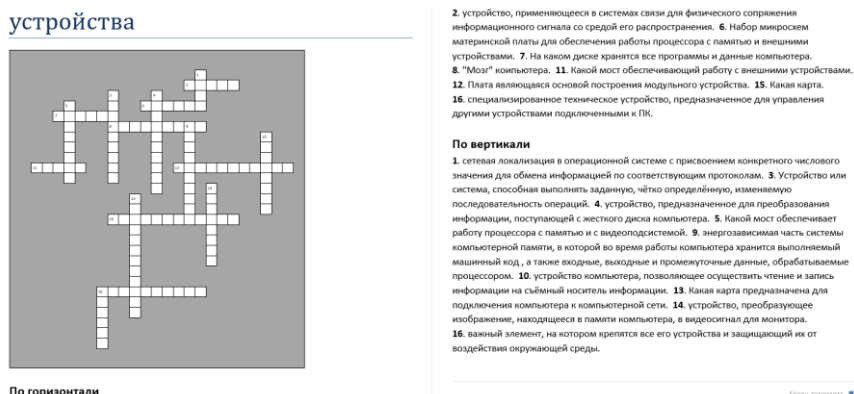 устройства
По горизонтали
2. устройство, применяющееся в системах связи для физического сопряжения
информационного сигнала со средой его распространения. 6. Набор микросхем
материнской платы для обеспечения работы процессора с памятью и внешними
устройствами. 7. На каком диске хранятся все программы и данные компьютера.
8. "Мозг" коипьютера. 11. Какой мост обеспечивающий работу с внешними устройствами.
12. Плата являющаяся основой построения модульного устройства. 15. Какая карта.
16. специализированное техническое устройство, предназначенное для управления
другими устройствами подключенными к ПК.
По вертикали
1. сетевая локализация в операционной системе с присвоением конкретного числового
значения для обмена информацией по соответствующим протоколам. 3. Устройство или
система, способная выполнять заданную, чётко определённую, изменяемую
последовательность операций. 4. устройство, предназначенное для преобразования
информации, поступающей с жесткого диска компьютера. 5. Какой мост обеспечивает
работу процессора с памятью и с видеоподсистемой. 9. энергозависимая часть системы
компьютерной памяти, в которой во время работы компьютера хранится выполняемый
машинный код , а также входные, выходные и промежуточные данные, обрабатываемые
процессором. 10. устройство компьютера, позволяющее осуществить чтение и запись
информации на съёмный носитель информации. 13. Какая карта предназначена для
подключения компьютера к компьютерной сети. 14. устройство, преобразующее
изображение, находящееся в памяти компьютера, в видеосигнал для монитора.
16. важный элемент, на котором крепятся все его устройства и защищающий их от
воздействия окружающей среды.